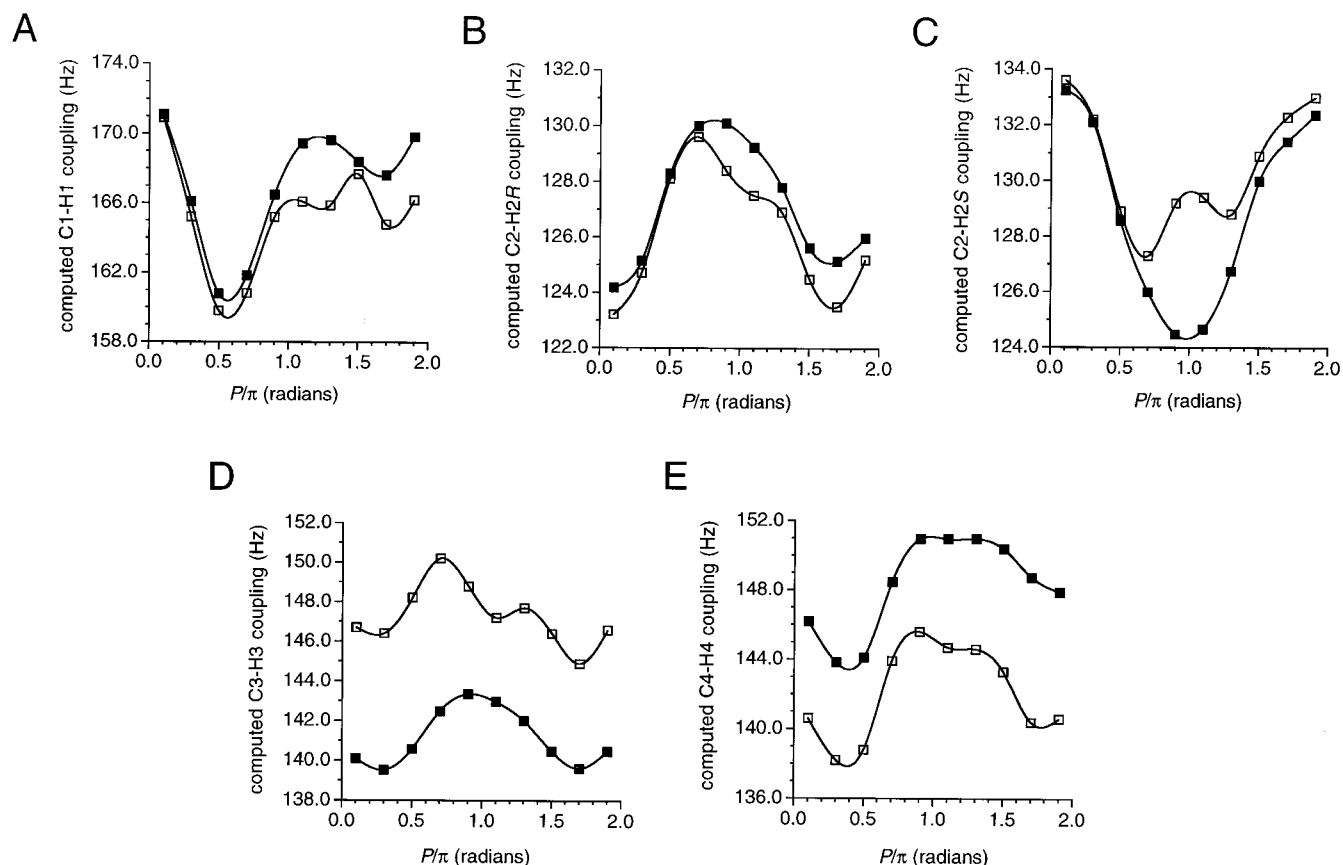 A
computed C1-H1 coupling (Hz)
174.0
170.0
166.0
162.0
158.0
0.0 0.5 1.0 1.5 2.0
P/π (radians)
B
computed C2-H2R coupling (Hz)
132.0
130.0
128.0
126.0
124.0
122.0
0.0 0.5 1.0 1.5 2.0
P/π (radians)
C
computed C2-H2S coupling (Hz)
134.0
132.0
130.0
128.0
126.0
124.0
0.0 0.5 1.0 1.5 2.0
P/π (radians)
D
computed C3-H3 coupling (Hz)
152.0
150.0
148.0
146.0
144.0
142.0
140.0
138.0
0.0 0.5 1.0 1.5 2.0
P/π (radians)
E
computed C4-H4 coupling (Hz)
152.0
148.0
144.0
140.0
136.0
0.0 0.5 1.0 1.5 2.0
P/π (radians)